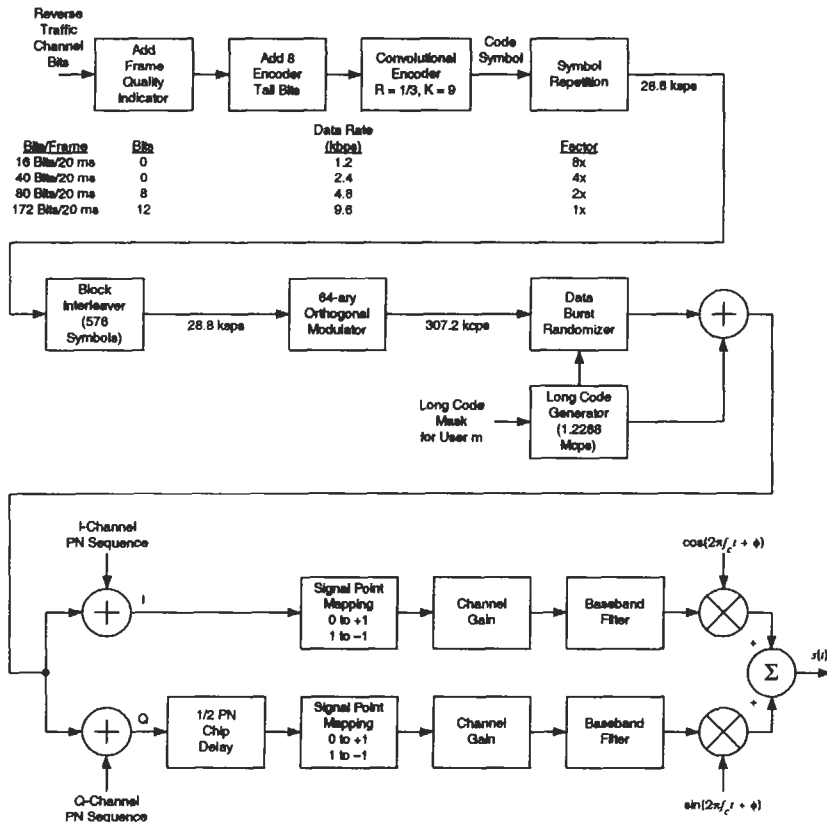 Reverse
Traffic
Channel
Bits
Add
Frame
Quality
Indicator
Add 8
Encoder
Tail Bits
Convolutional
Encoder
R = 1/3, K = 9
Code
Symbol
Symbol
Repetition
28.8 ksps
Data Rate
Bits/Frame Bits (kbps) Factor
16 Bits/20 ms 0 1.2 8x
40 Bits/20 ms 0 2.4 4x
80 Bits/20 ms 8 4.8 2x
172 Bits/20 ms 12 9.6 1x
Block
Interleaver
(576
Symbols)
28.8 ksps
64-ary
Orthogonal
Modulator
307.2 kcps
Data
Burst
Randomizer
+
Long Code
Mask
for User m
Long Code
Generator
(1.2288
Mcps)
I-Channel
PN Sequence
+
I
Signal Point
Mapping
0 to +1
1 to −1
Channel
Gain
Baseband
Filter
cos(2πf_c t + ϕ)
+
Σ
s(t)
+
+
Q
1/2 PN
Chip
Delay
Signal Point
Mapping
0 to +1
1 to −1
Channel
Gain
Baseband
Filter
Q-Channel
PN Sequence
sin(2πf_c t + ϕ)